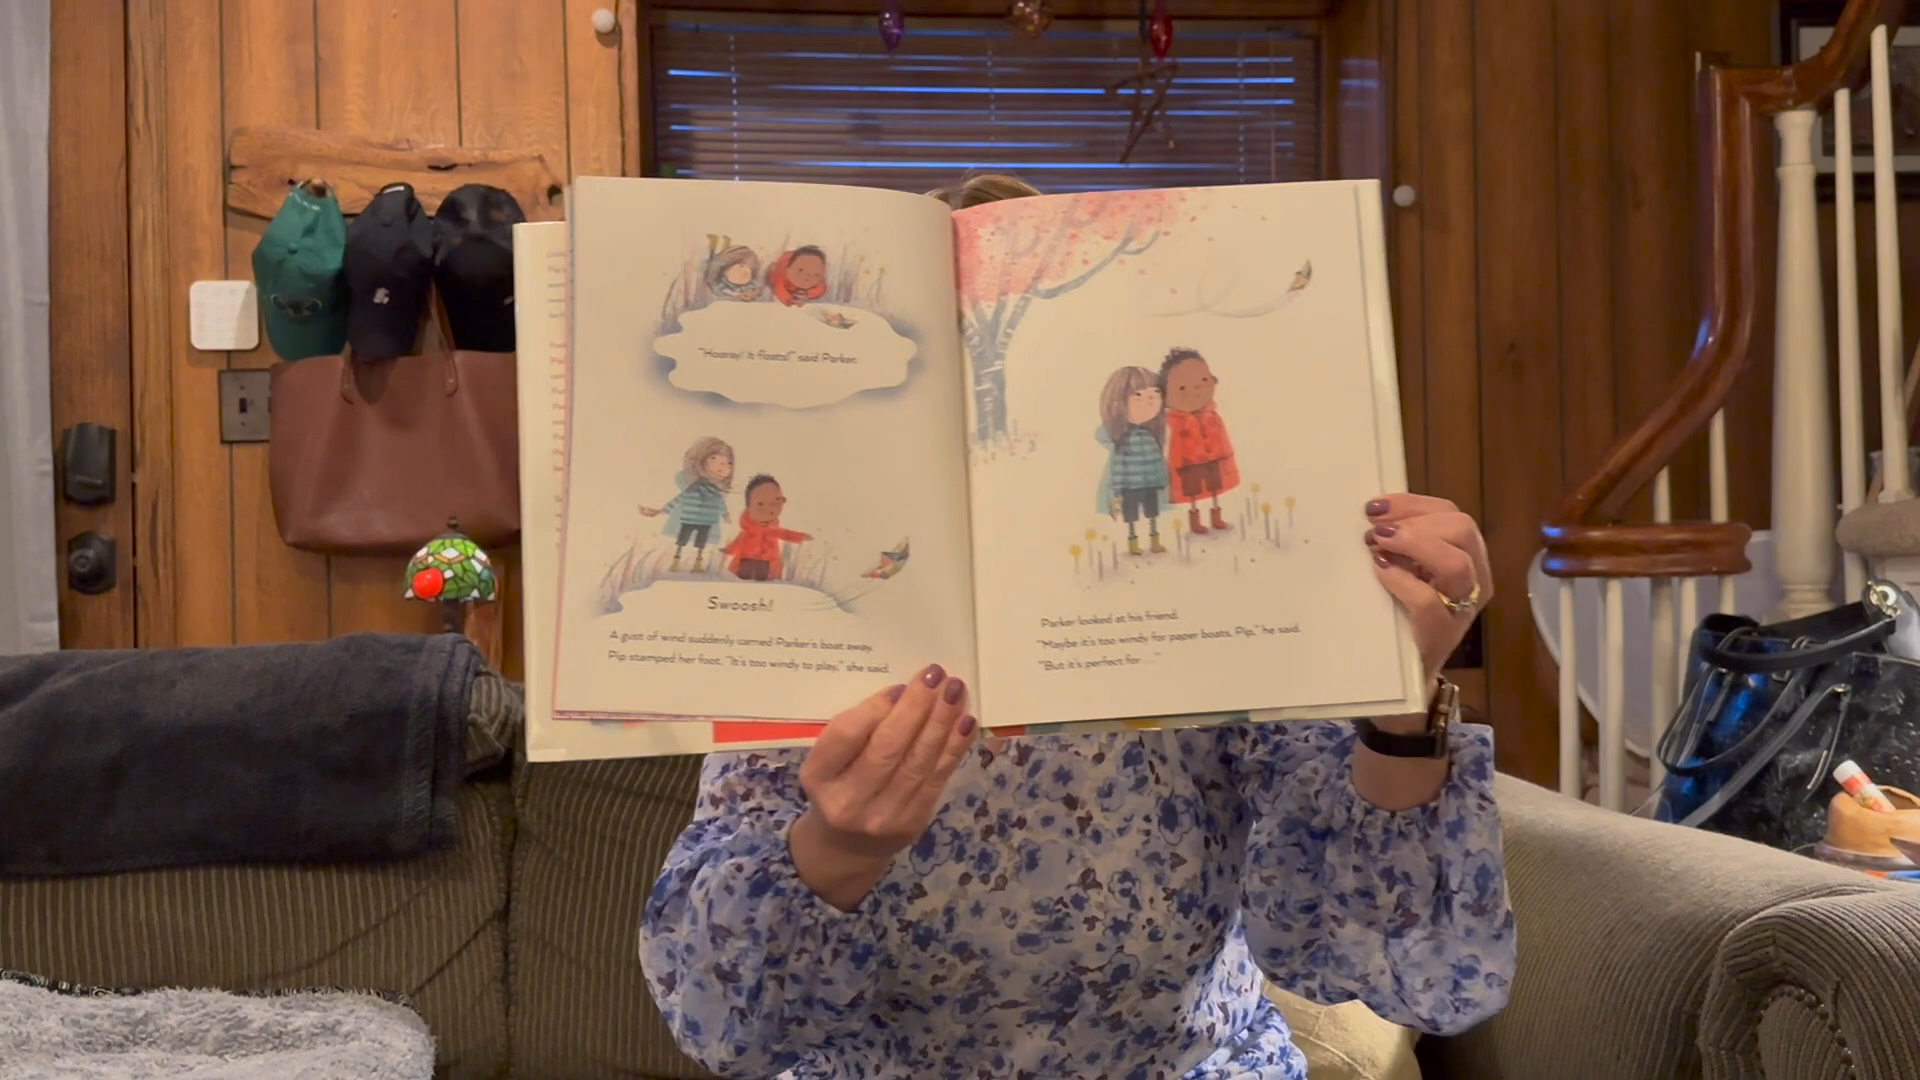 "Hooray! It floats!" said Parker.
Swoosh!
A gust of wind suddenly carried Parker's boat away.
Pip stamped her foot. "It's too windy to play," she said.
Parker looked at his friend.
"Maybe it's too windy for paper boats, Pip," he said.
"But it's perfect for ..."